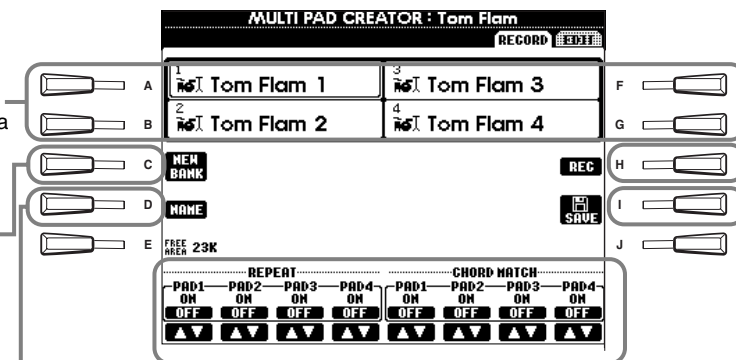 MULTI PAD CREATOR : Tom Flam
RECORD EDIT
1 Tom Flam 1 3 Tom Flam 3
A F
2 Tom Flam 2 4 Tom Flam 4
a B G
C NEW BANK REC H
D NAME SAVE I
E FREE AREA 23K J
REPEAT CHORD MATCH
PAD1 PAD2 PAD3 PAD4 PAD1 PAD2 PAD3 PAD4
ON ON ON ON ON ON ON ON
OFF OFF OFF OFF OFF OFF OFF OFF
▲▼ ▲▼ ▲▼ ▲▼ ▲▼ ▲▼ ▲▼ ▲▼